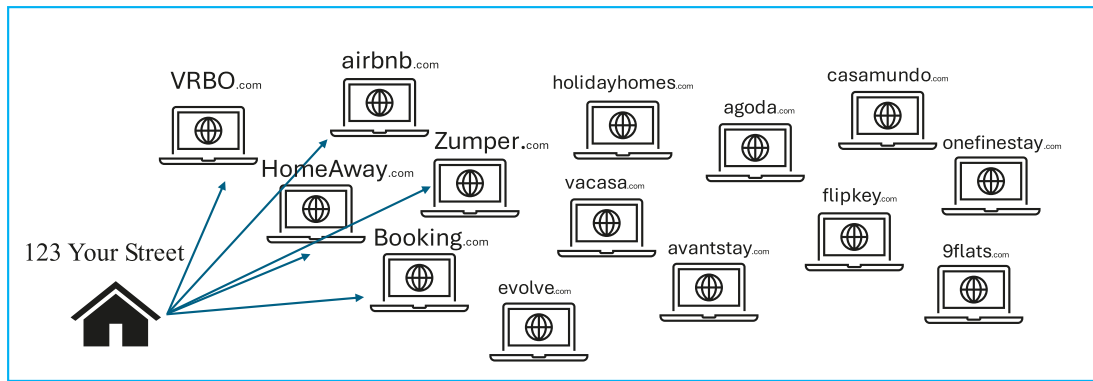 airbnb.com
VRBO.com
holidayhomes.com
casamundo.com
agoda.com
Zumper.com
onefinestay.com
HomeAway.com
vacasa.com
flipkey.com
Booking.com
123 Your Street
avantstay.com
9flats.com
evolve.com